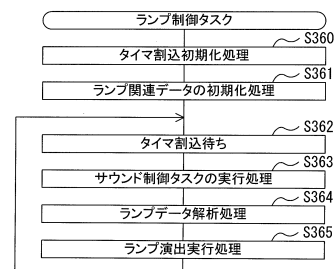 ランプ制御タスク
S360
タイマ割込初期化処理
S361
ランプ関連データの初期化処理
S362
タイマ割込待ち
S363
サウンド制御タスクの実行処理
S364
ランプデータ解析処理
S365
ランプ演出実行処理